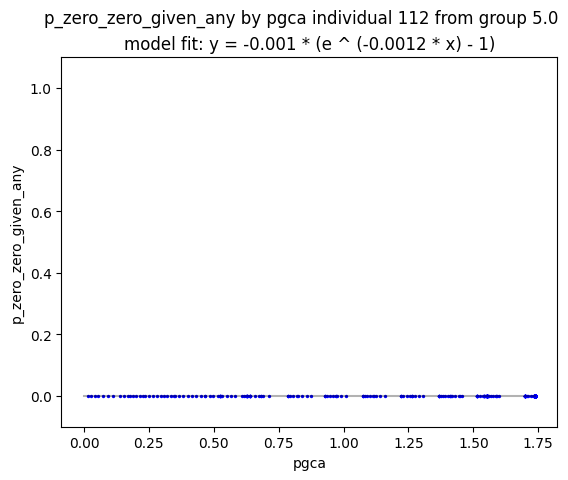 p_zero_zero_given_any by pgca individual 112 from group 5.0
model fit: y = -0.001 * (e ^ (-0.0012 * x) - 1)
1.0
0.8
0.6
0.4
0.2
0.0
p_zero_zero_given_any
0.00 0.25 0.50 0.75 1.00 1.25 1.50 1.75
pgca